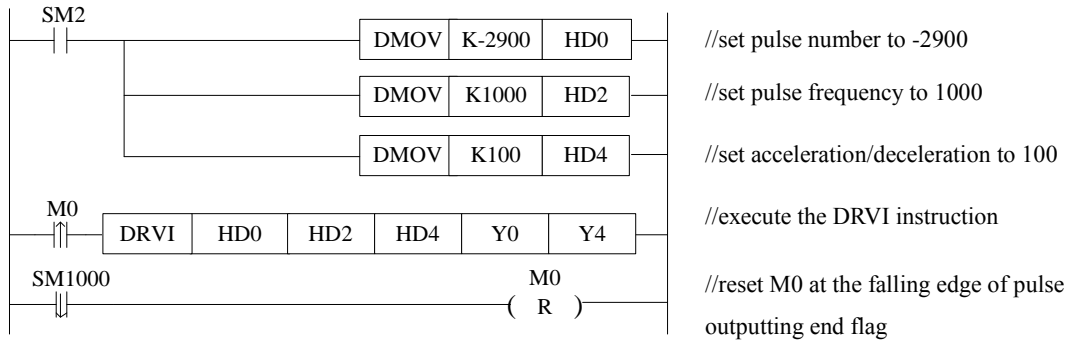 SM2
DMOV K-2900 HD0 //set pulse number to -2900
DMOV K1000 HD2 //set pulse frequency to 1000
DMOV K100 HD4 //set acceleration/deceleration to 100
M0
DRVI HD0 HD2 HD4 Y0 Y4 //execute the DRVI instruction
SM1000 M0
( R ) //reset M0 at the falling edge of pulse
outputting end flag